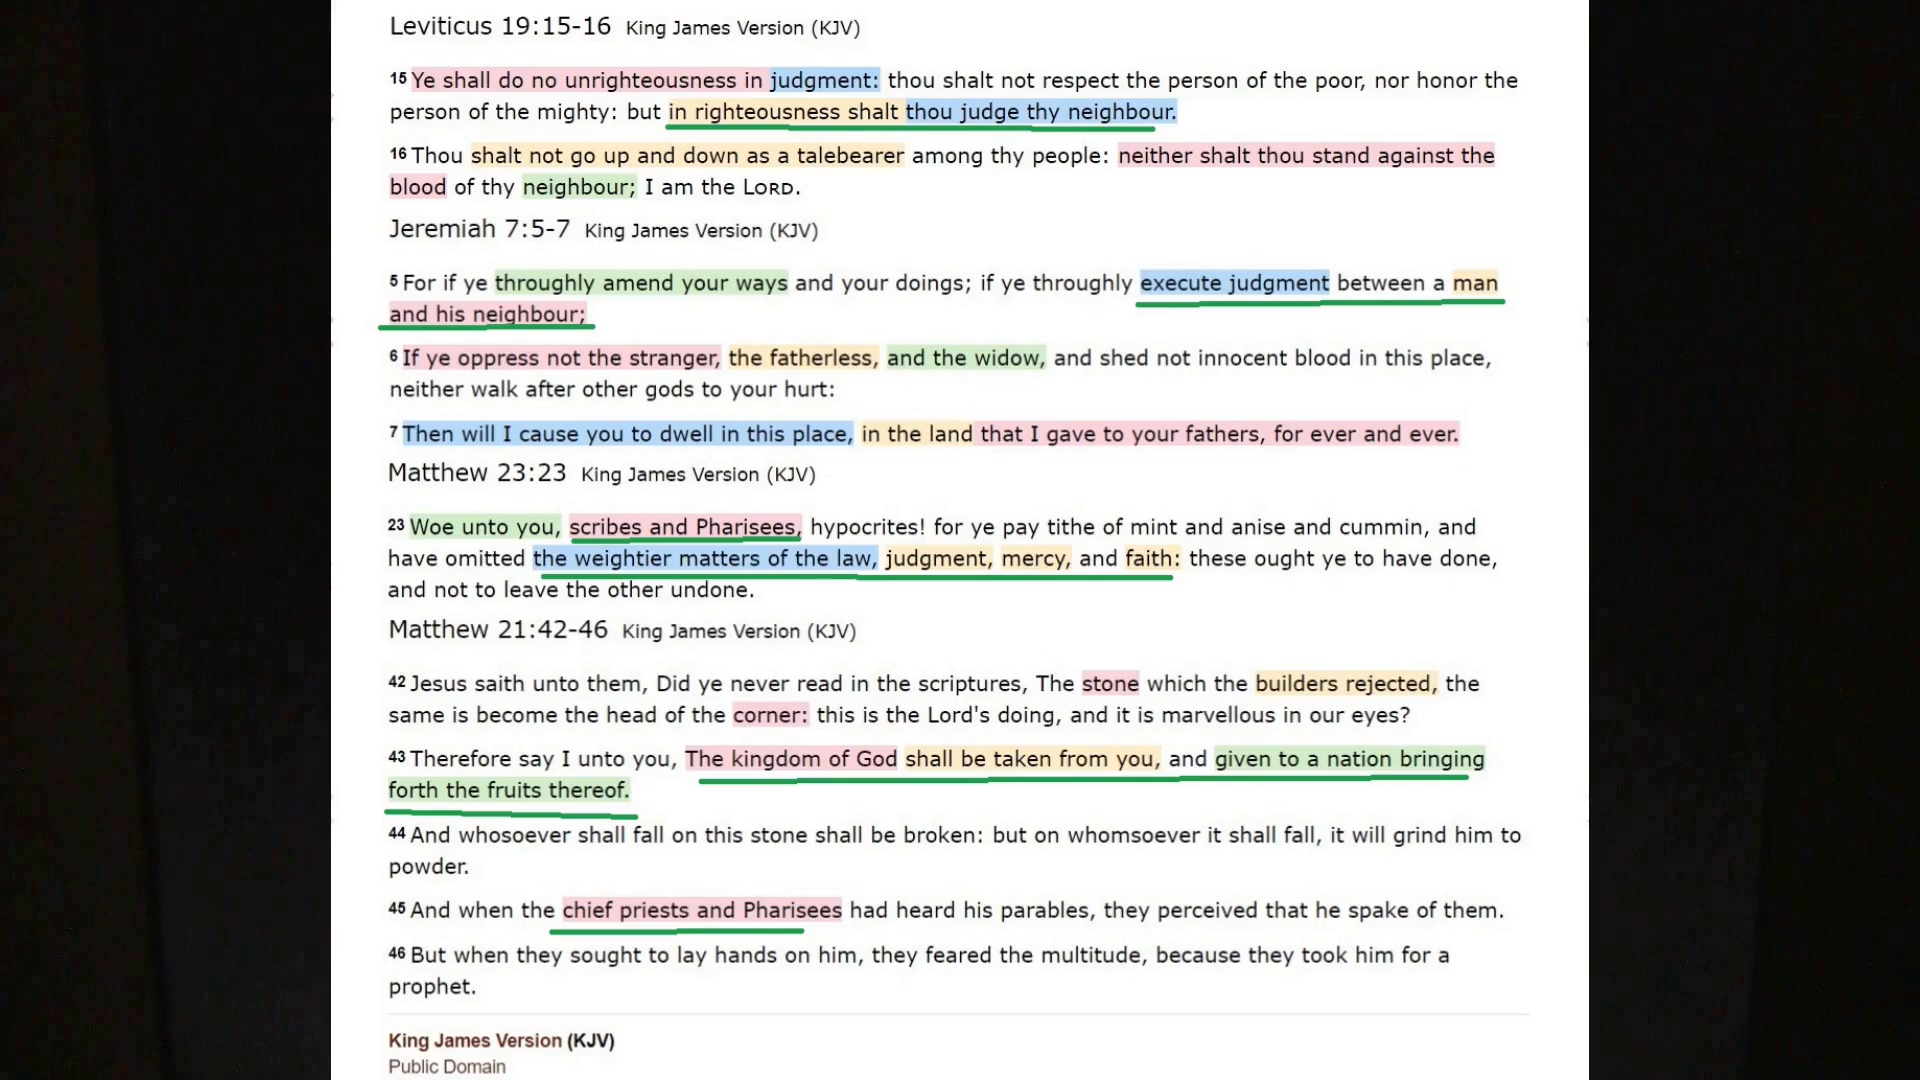 Leviticus 19:15-16 King James Version (KJV)
15 Ye shall do no unrighteousness in judgment: thou shalt not respect the person of the poor, nor honor the
person of the mighty: but in righteousness shalt thou judge thy neighbour.
16 Thou shalt not go up and down as a talebearer among thy people: neither shalt thou stand against the
blood of thy neighbour; I am the LORD.
Jeremiah 7:5-7 King James Version (KJV)
5 For if ye throughly amend your ways and your doings; if ye throughly execute judgment between a man
and his neighbour;
6 If ye oppress not the stranger, the fatherless, and the widow, and shed not innocent blood in this place,
neither walk after other gods to your hurt:
7 Then will I cause you to dwell in this place, in the land that I gave to your fathers, for ever and ever.
Matthew 23:23 King James Version (KJV)
23 Woe unto you, scribes and Pharisees, hypocrites! for ye pay tithe of mint and anise and cummin, and
have omitted the weightier matters of the law, judgment, mercy, and faith: these ought ye to have done,
and not to leave the other undone.
Matthew 21:42-46 King James Version (KJV)
42 Jesus saith unto them, Did ye never read in the scriptures, The stone which the builders rejected, the
same is become the head of the corner: this is the Lord's doing, and it is marvellous in our eyes?
43 Therefore say I unto you, The kingdom of God shall be taken from you, and given to a nation bringing
forth the fruits thereof.
44 And whosoever shall fall on this stone shall be broken: but on whomsoever it shall fall, it will grind him to
powder.
45 And when the chief priests and Pharisees had heard his parables, they perceived that he spake of them.
46 But when they sought to lay hands on him, they feared the multitude, because they took him for a
prophet.
King James Version (KJV)
Public Domain